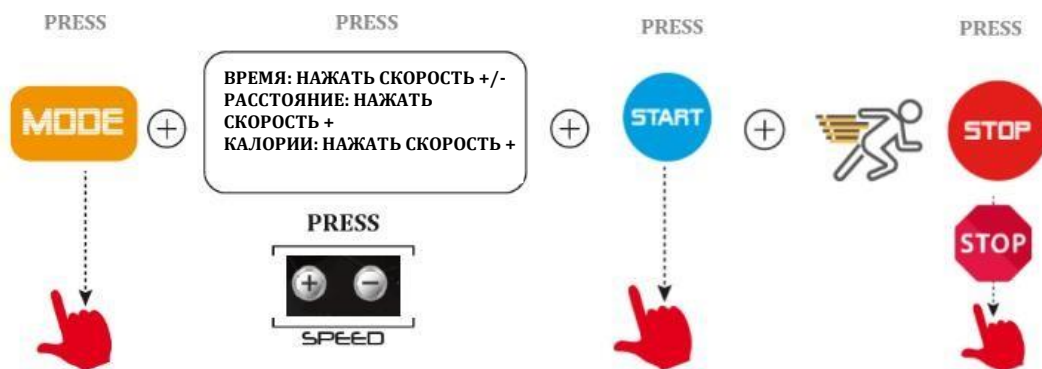 PRESS
PRESS
PRESS
PRESS
MODE
ВРЕМЯ: НАЖАТЬ СКОРОСТЬ +/-
РАССТОЯНИЕ: НАЖАТЬ
СКОРОСТЬ +
КАЛОРИИ: НАЖАТЬ СКОРОСТЬ +
START
STOP
STOP
PRESS
SPEED